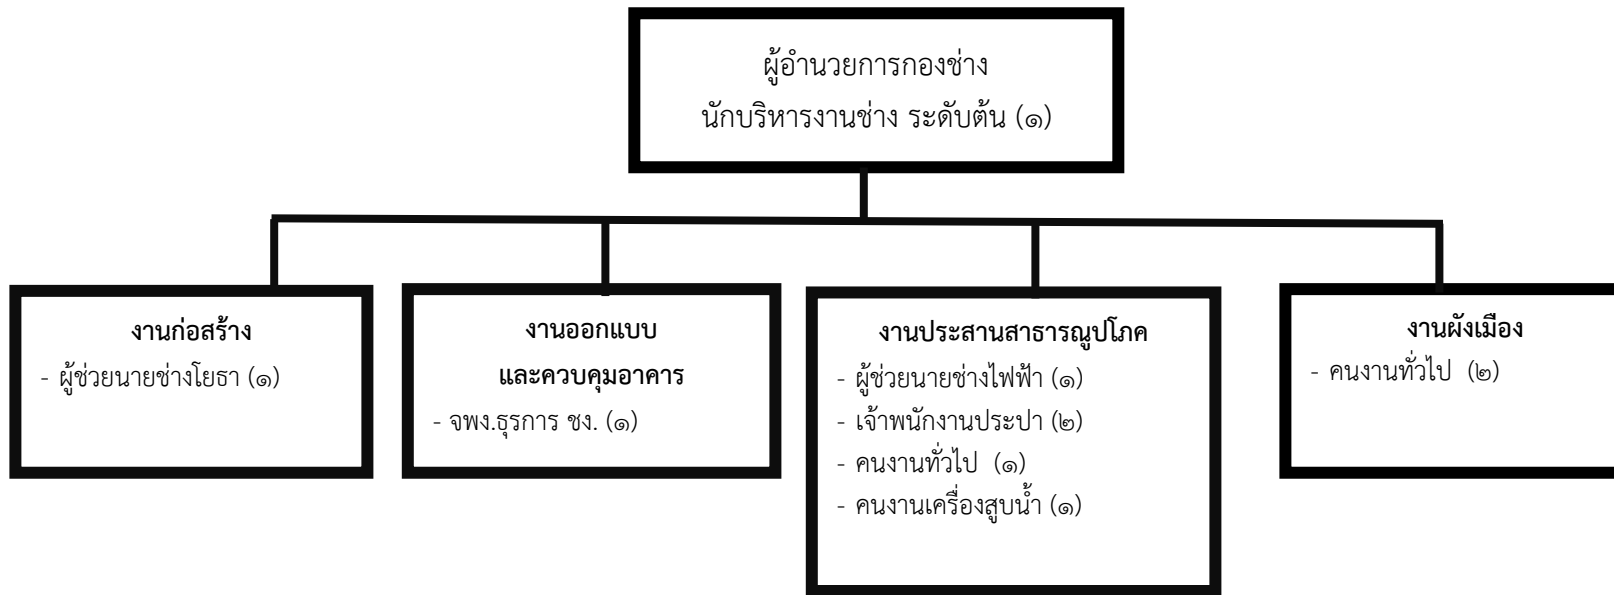 ผู้อำนวยการกองช่าง
นักบริหารงานช่าง ระดับต้น (๑)
งานก่อสร้าง
- ผู้ช่วยนายช่างโยธา (๑)
งานออกแบบ
และควบคุมอาคาร
- จพง.ธุรการ ชง. (๑)
งานประสานสาธารณูปโภค
- ผู้ช่วยนายช่างไฟฟ้า (๑)
- เจ้าพนักงานประปา (๒)
- คนงานทั่วไป (๑)
- คนงานเครื่องสูบน้ำ (๑)
งานผังเมือง
- คนงานทั่วไป (๒)